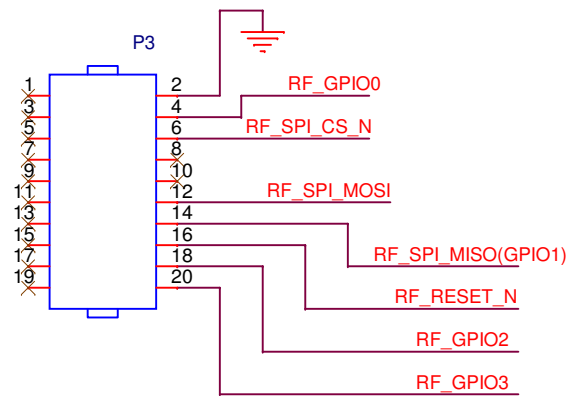 P3
1 2
3 4 RF_GPIO0
5 6 RF_SPI_CS_N
7 8
9 10
11 12 RF_SPI_MOSI
13 14
15 16 RF_SPI_MISO(GPIO1)
17 18
19 20 RF_RESET_N
RF_GPIO2
RF_GPIO3